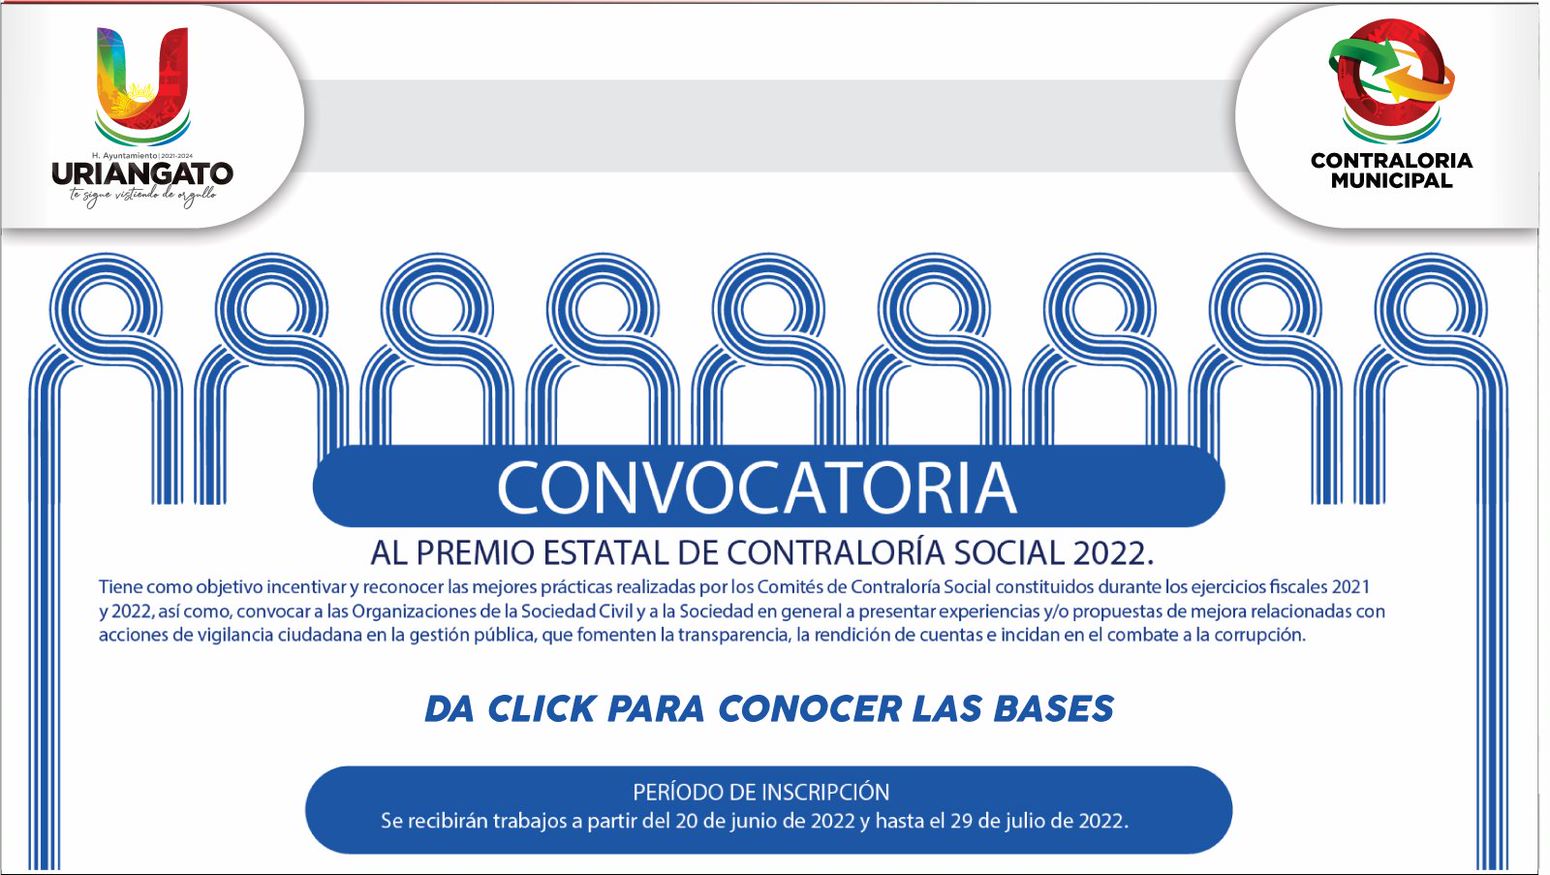 H. Ayuntamiento | 2021-2024
URIANGATO
te sigue vistiendo de orgullo
CONTRALORIA
MUNICIPAL
CONVOCATORIA
AL PREMIO ESTATAL DE CONTRALORÍA SOCIAL 2022.
Tiene como objetivo incentivar y reconocer las mejores prácticas realizadas por los Comités de Contraloría Social constituidos durante los ejercicios fiscales 2021
y 2022, así como, convocar a las Organizaciones de la Sociedad Civil y a la Sociedad en general a presentar experiencias y/o propuestas de mejora relacionadas con
acciones de vigilancia ciudadana en la gestión pública, que fomenten la transparencia, la rendición de cuentas e incidan en el combate a la corrupción.
DA CLICK PARA CONOCER LAS BASES
PERÍODO DE INSCRIPCIÓN
Se recibirán trabajos a partir del 20 de junio de 2022 y hasta el 29 de julio de 2022.